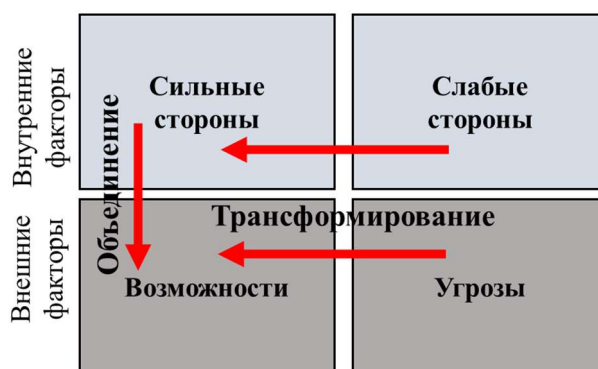 Внутренние
факторы
Сильные
стороны
Слабые
стороны
Объединение
Трансформирование
Внешние
факторы
Возможности
Угрозы